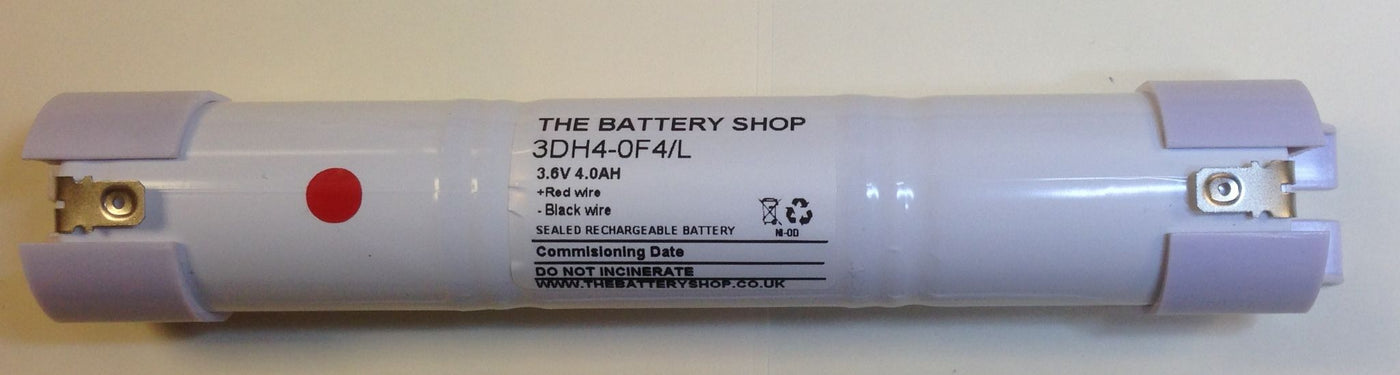 THE BATTERY SHOP
3DH4-0F4/L
3.6V 4.0AH
+Red wire
- Black wire
SEALED RECHARGEABLE BATTERY
NI-CD
Commisioning Date
DO NOT INCINERATE
WWW.THEBATTERYSHOP.CO.UK